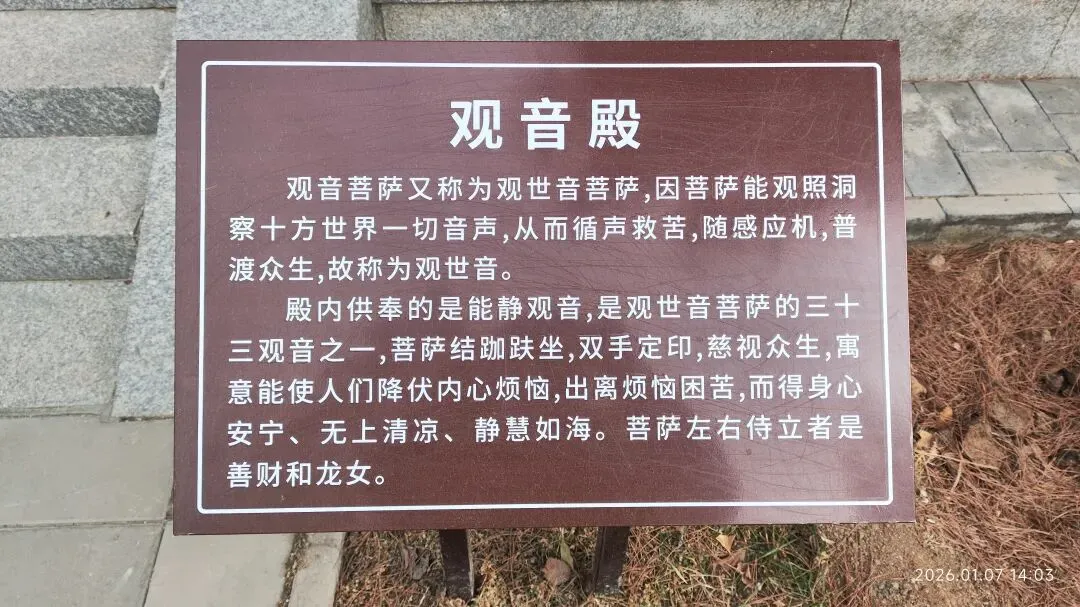 观音殿
观音菩萨又称为观世音菩萨,因菩萨能观照洞
察十方世界一切音声,从而循声救苦,随感应机,普
渡众生,故称为观世音。
殿内供奉的是能静观音,是观世音菩萨的三十
三观音之一,菩萨结跏趺坐,双手定印,慈视众生,寓
意能使人们降伏内心烦恼,出离烦恼困苦,而得身心
安宁、无上清凉、静慧如海。菩萨左右侍立者是
善财和龙女。
2026.01.07 14:03